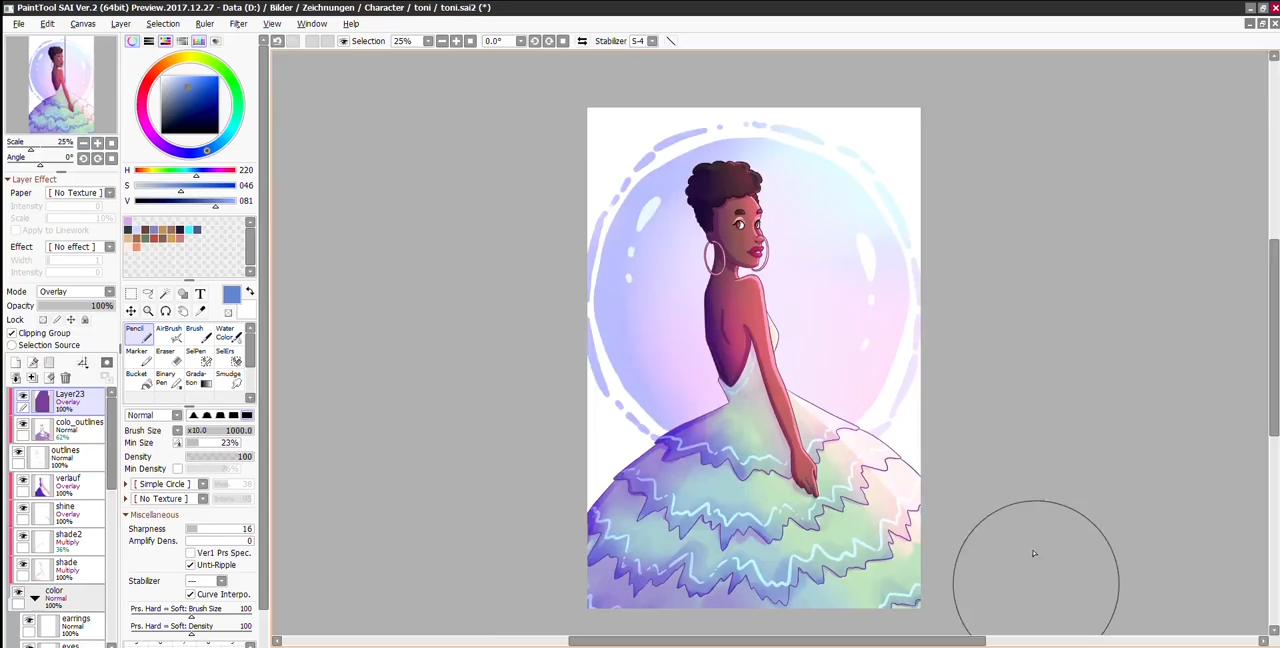 PaintTool SAI Ver.2 (64bit) Preview.2017.12.27 - Data (D:) / Bilder / Zeichnungen / Character / toni / toni.sai2 (*)
File Edit Canvas Layer Selection Ruler Filter View Window Help
Selection 25% 0.0° Stabilizer S-4
Scale 25%
Angle 0°
Layer Effect
Paper [ No Texture ]
Intensity 0
Scale 10%
Apply to Linework
Effect [ No effect ]
Width 1
Intensity 0
Mode Overlay
Opacity 100%
Lock
Clipping Group
Selection Source
Layer23
Overlay
100%
colo_outlines
Normal
62%
outlines
Normal
100%
verlauf
Overlay
100%
shine
Overlay
100%
shade2
Multiply
36%
shade
Multiply
100%
color
Normal
100%
earrings
Normal
100%
eyes
H 220
S 046
V 081
T
Pencil AirBrush Brush Water Color
Marker Eraser SelPen SelErs
Bucket Binary Pen Grada-tion Smudge
Normal
Brush Size x10.0 1000.0
Min Size 23%
Density 100
Min Density
[ Simple Circle ]
[ No Texture ]
Miscellaneous
Sharpness 16
Amplify Dens. 0
Ver1 Prs Spec.
Anti-Ripple
Stabilizer ---
Curve Interpo.
Prs. Hard ↔ Soft: Brush Size 100
Prs. Hard ↔ Soft: Density 100